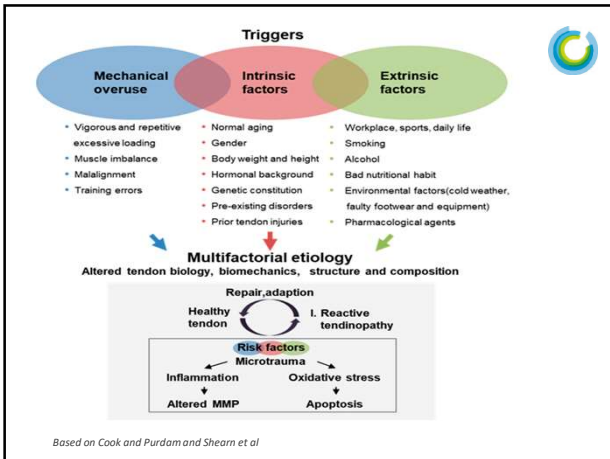 Triggers
Mechanical
overuse
Intrinsic
factors
Extrinsic
factors
• Vigorous and repetitive
excessive loading
• Muscle imbalance
• Malalignment
• Training errors
• Normal aging
• Gender
• Body weight and height
• Hormonal background
• Genetic constitution
• Pre-existing disorders
• Prior tendon injuries
• Workplace, sports, daily life
• Smoking
• Alcohol
• Bad nutritional habit
• Environmental factors(cold weather,
faulty footwear and equipment)
• Pharmacological agents
Multifactorial etiology
Altered tendon biology, biomechanics, structure and composition
Repair,adaption
Healthy
tendon
I. Reactive
tendinopathy
Risk factors
Microtrauma
Inflammation
Oxidative stress
Altered MMP
Apoptosis
Based on Cook and Purdam and Shearn et al